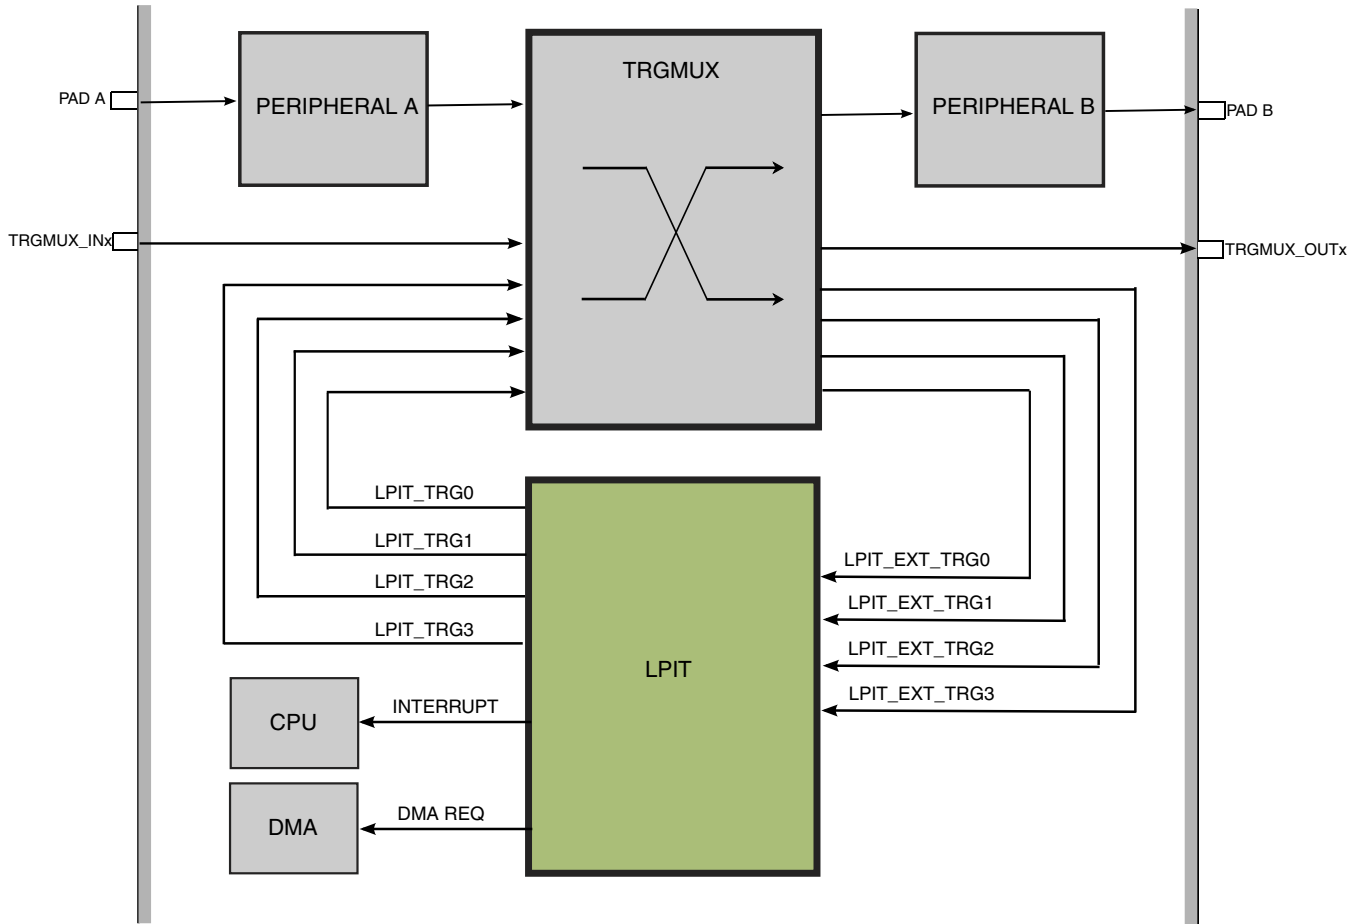 TRGMUX
PAD A
PERIPHERAL A
PERIPHERAL B
PAD B
TRGMUX_INx
TRGMUX_OUTx
LPIT_TRG0
LPIT_TRG1
LPIT_TRG2
LPIT_TRG3
LPIT_EXT_TRG0
LPIT_EXT_TRG1
LPIT_EXT_TRG2
LPIT_EXT_TRG3
LPIT
INTERRUPT
CPU
DMA REQ
DMA